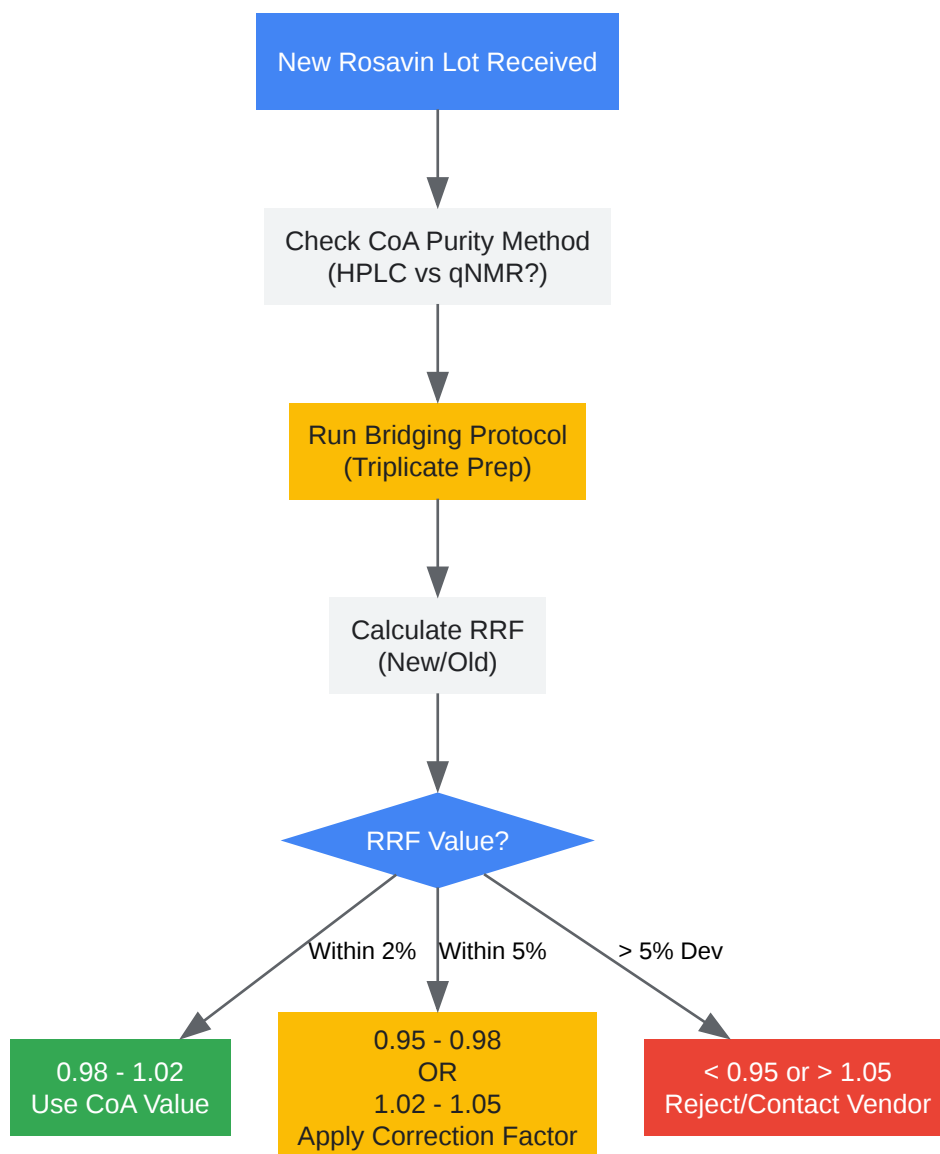 New Rosavin Lot Received
Check CoA Purity Method
(HPLC vs qNMR?)
Run Bridging Protocol
(Triplicate Prep)
Calculate RRF
(New/Old)
RRF Value?
Within 2%
Within 5%
> 5% Dev
0.98 - 1.02
Use CoA Value
0.95 - 0.98
OR
1.02 - 1.05
Apply Correction Factor
< 0.95 or > 1.05
Reject/Contact Vendor